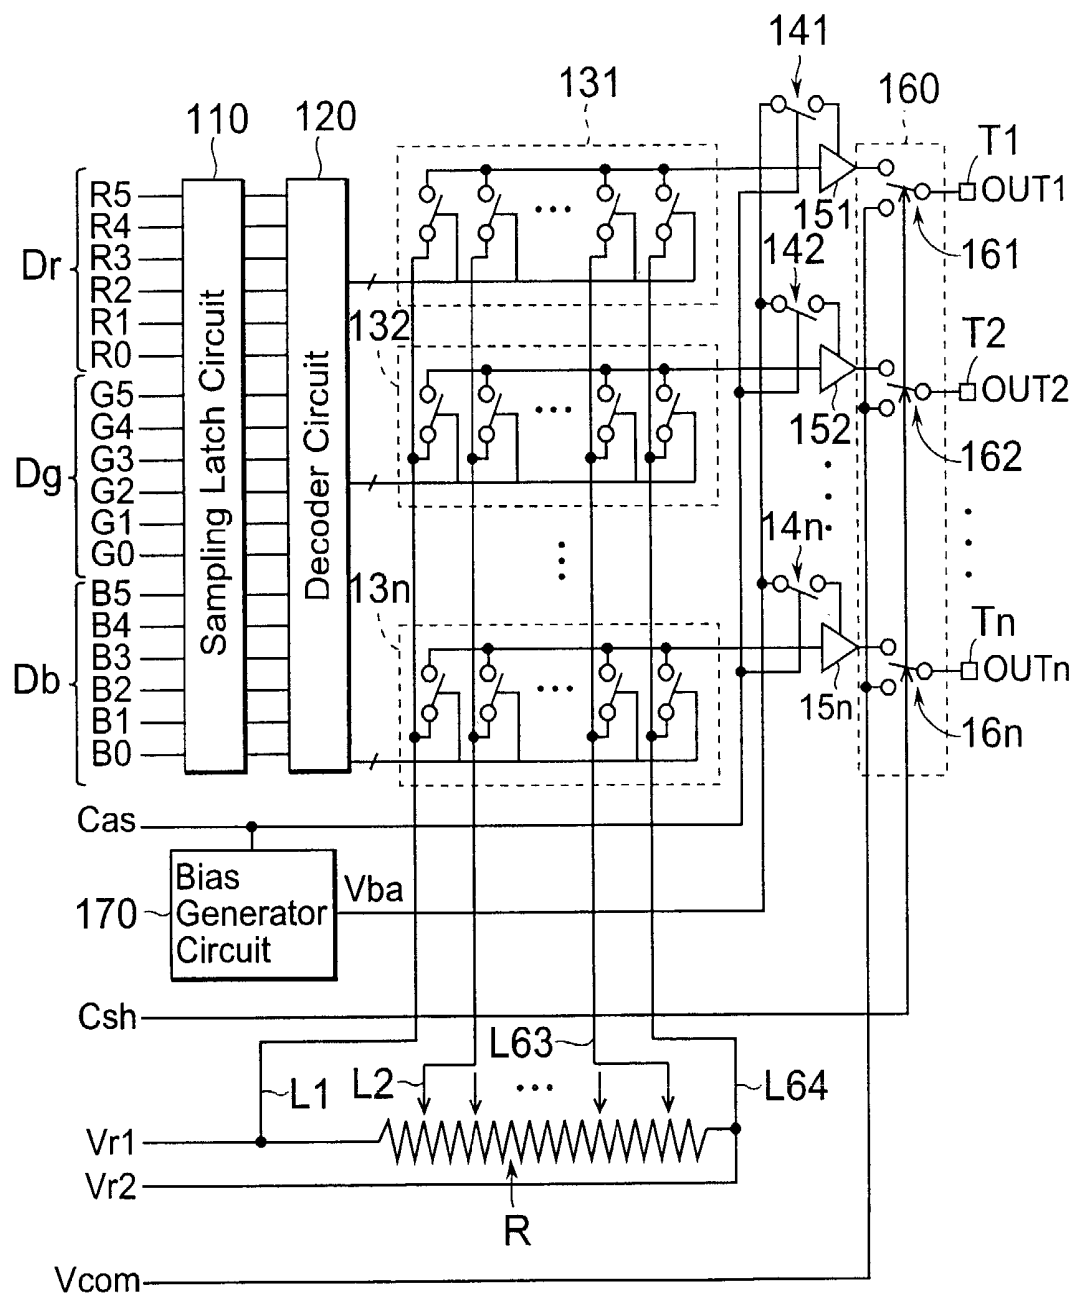 141
131
160
110
120
T1
OUT1
151
161
Dr
R5
R4
R3
R2
R1
R0
142
132
T2
OUT2
152
162
Dg
G5
G4
G3
G2
G1
G0
Sampling Latch Circuit
Decoder Circuit
14n
13n
Tn
OUTn
15n
16n
Db
B5
B4
B3
B2
B1
B0
Cas
Bias
Generator
Circuit
170
Vba
Csh
L63
L1
L2
L64
Vr1
Vr2
R
Vcom